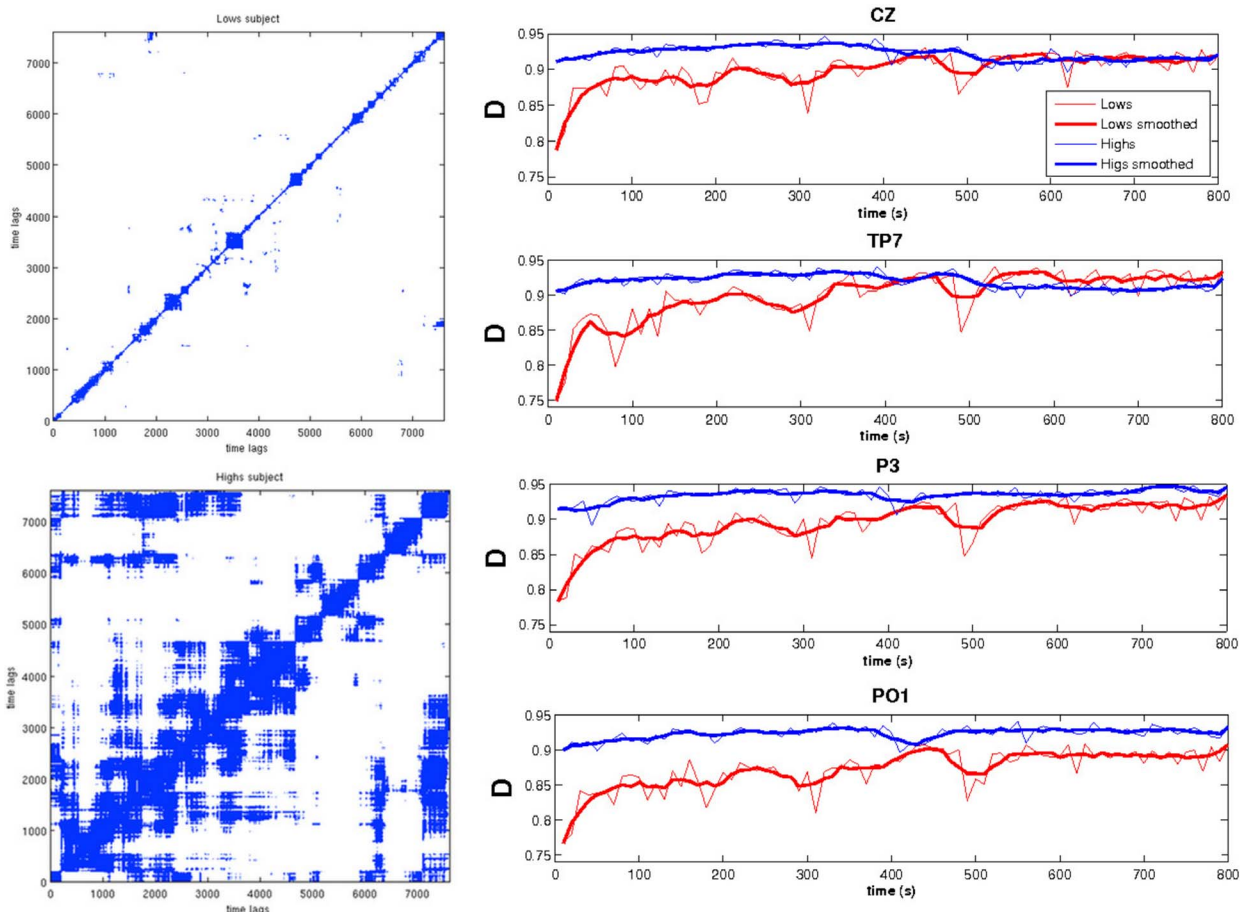 Lows subject
7000
6000
5000
4000
3000
2000
1000
0
time lags
0 1000 2000 3000 4000 5000 6000 7000
time lags
Highs subject
7000
6000
5000
4000
3000
2000
1000
0
time lags
0 1000 2000 3000 4000 5000 6000 7000
time lags
CZ
0.95
0.9
0.85
0.8
0.75
D
Lows
Lows smoothed
Highs
Higs smoothed
0 100 200 300 400 500 600 700 800
time (s)
TP7
0.95
0.9
0.85
0.8
0.75
D
0 100 200 300 400 500 600 700 800
time (s)
P3
0.95
0.9
0.85
0.8
0.75
D
0 100 200 300 400 500 600 700 800
time (s)
PO1
0.95
0.9
0.85
0.8
0.75
D
0 100 200 300 400 500 600 700 800
time (s)